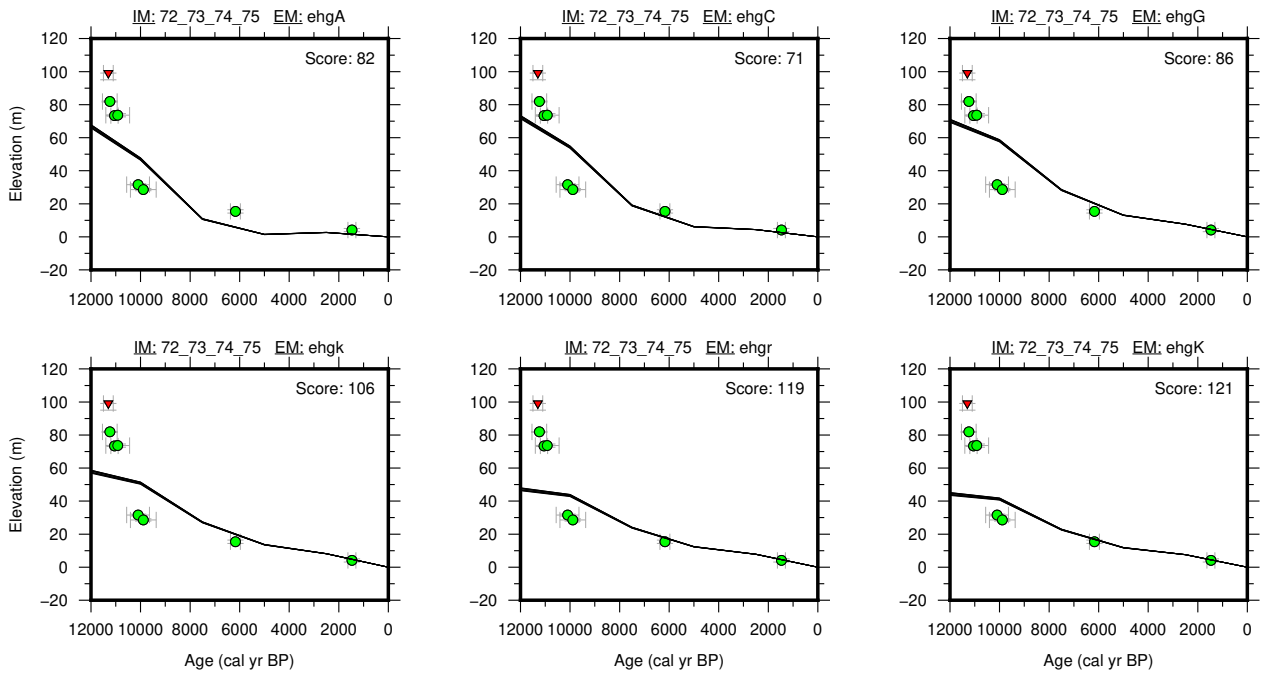 IM: 72_73_74_75 EM: ehgA
IM: 72_73_74_75 EM: ehgC
IM: 72_73_74_75 EM: ehgG
Score: 82
Score: 71
Score: 86
Elevation (m)
120
100
80
60
40
20
0
−20
120
100
80
60
40
20
0
−20
120
100
80
60
40
20
0
−20
12000 10000 8000 6000 4000 2000 0
12000 10000 8000 6000 4000 2000 0
12000 10000 8000 6000 4000 2000 0
IM: 72_73_74_75 EM: ehgk
IM: 72_73_74_75 EM: ehgr
IM: 72_73_74_75 EM: ehgK
Score: 106
Score: 119
Score: 121
Elevation (m)
120
100
80
60
40
20
0
−20
120
100
80
60
40
20
0
−20
120
100
80
60
40
20
0
−20
12000 10000 8000 6000 4000 2000 0
12000 10000 8000 6000 4000 2000 0
12000 10000 8000 6000 4000 2000 0
Age (cal yr BP)
Age (cal yr BP)
Age (cal yr BP)